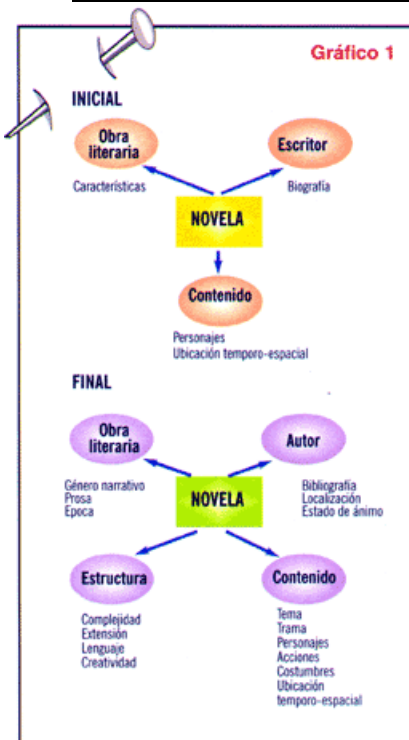 Gráfico 1
INICIAL
Obra
literaria
Características
Escritor
Biografía
NOVELA
Contenido
Personajes
Ubicación temporo-espacial
FINAL
Obra
literaria
Género narrativo
Prosa
Epoca
Autor
Bibliografía
Localización
Estado de ánimo
NOVELA
Estructura
Complejidad
Extensión
Lenguaje
Creatividad
Contenido
Tema
Trama
Personajes
Acciones
Costumbres
Ubicación
temporo-espacial